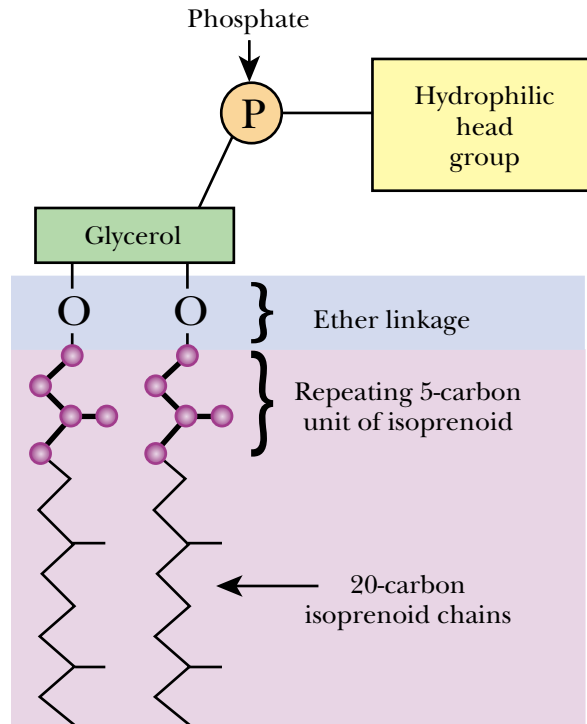 Phosphate
P
Hydrophilic
head
group
Glycerol
O
O
Ether linkage
Repeating 5-carbon
unit of isoprenoid
20-carbon
isoprenoid chains